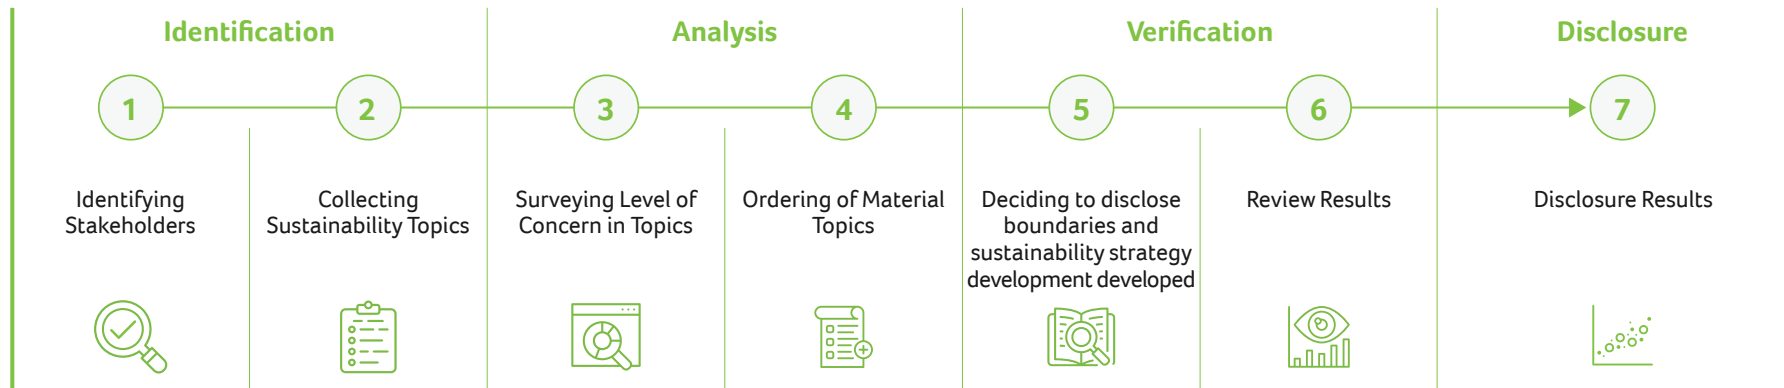 Identification
Analysis
Verification
Disclosure
1
2
3
4
5
6
7
Identifying
Stakeholders
Collecting
Sustainability Topics
Surveying Level of
Concern in Topics
Ordering of Material
Topics
Deciding to disclose
boundaries and
sustainability strategy
development developed
Review Results
Disclosure Results